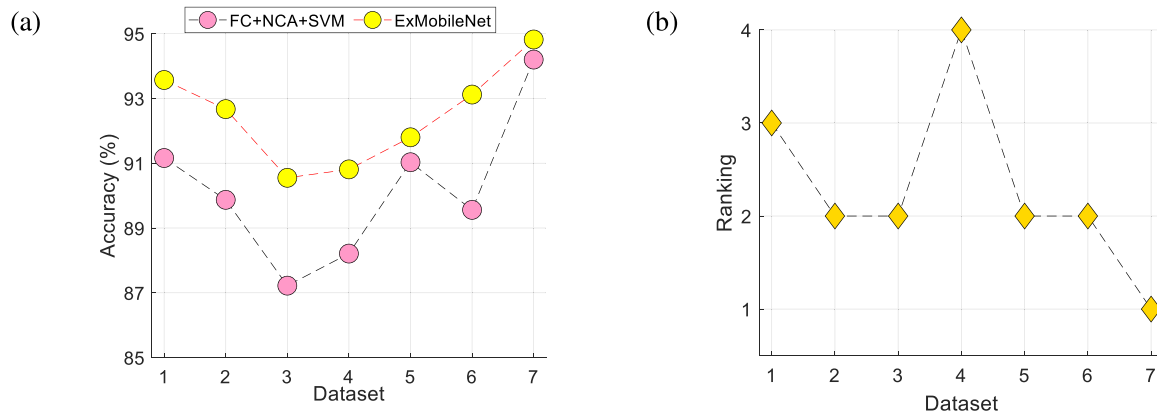 (a)
FC+NCA+SVM ExMobileNet
95
93
91
89
87
85
Accuracy (%)
1 2 3 4 5 6 7
Dataset
(b)
4
3
2
1
Ranking
1 2 3 4 5 6 7
Dataset